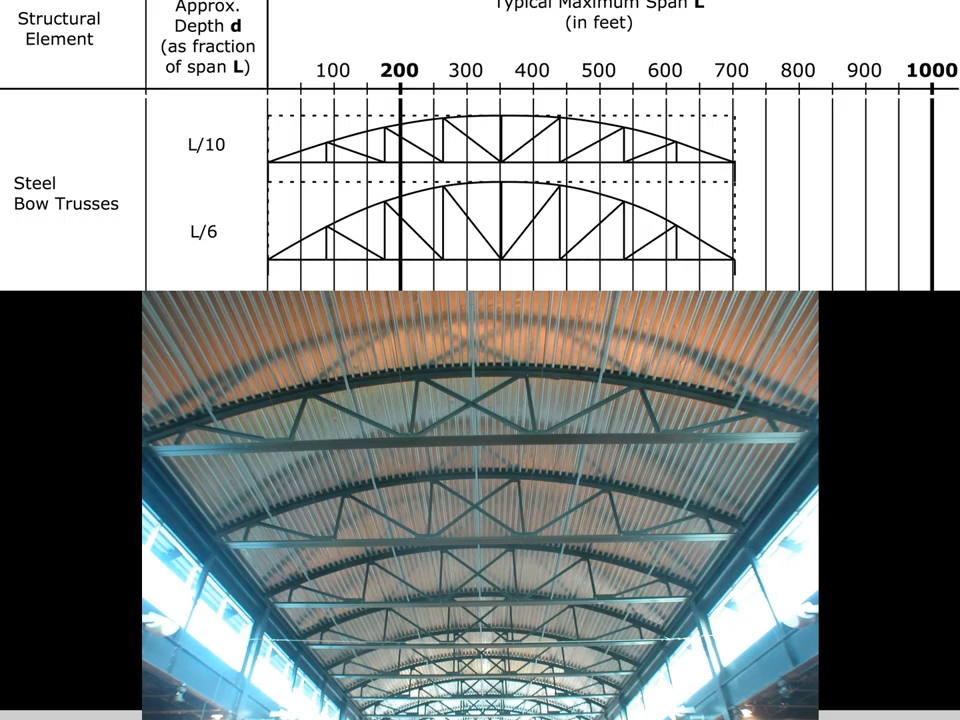 Structural
Element
Approx.
Depth d
(as fraction
of span L)
Typical Maximum Span L
(in feet)
100 200 300 400 500 600 700 800 900 1000
Steel
Bow Trusses
L/10
L/6